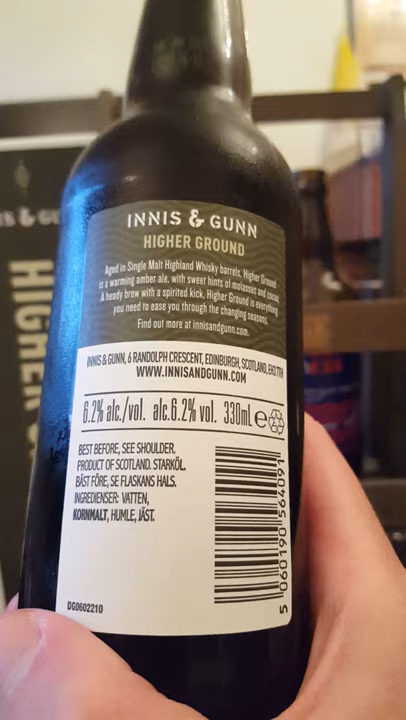 INNIS & GUNN
HIGHER GROUND
Aged in Single Malt Highland Whisky barrels, Higher Ground
is a warming amber ale, with sweet hints of molasses and cocoa.
A heady brew with a spirited kick, Higher Ground is everything
you need to ease you through the changing seasons.
Find out more at innisandgunn.com
INNIS & GUNN, 6 RANDOLPH CRESCENT, EDINBURGH, SCOTLAND, EH3 7TH
WWW.INNISANDGUNN.COM
6.2% alc./vol. alc.6.2% vol. 330mL e
BEST BEFORE, SEE SHOULDER.
PRODUCT OF SCOTLAND. STARKÖL.
BÄST FÖRE, SE FLASKANS HALS.
INGREDIENSER: VATTEN,
KORNMALT, HUMLE, JÄST.
DG0602210
5 060190 564091
IS & GU
HIGHER